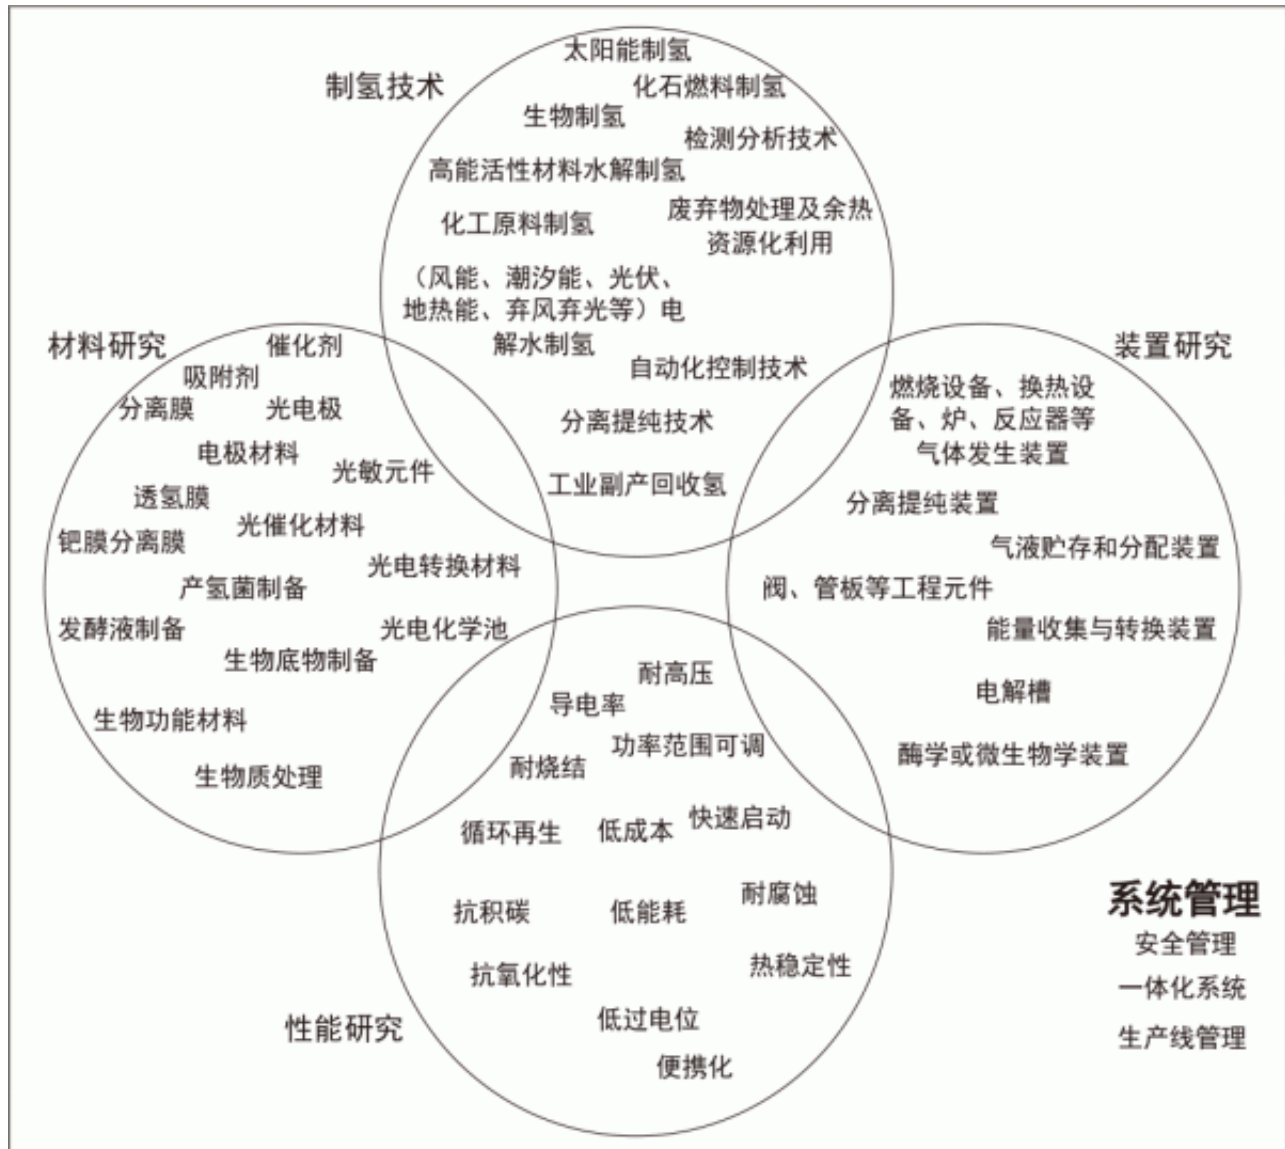 制氢技术
太阳能制氢
化石燃料制氢
生物制氢
检测分析技术
高能活性材料水解制氢
化工原料制氢
废弃物处理及余热
资源化利用
（风能、潮汐能、光伏、
地热能、弃风弃光等）电
解水制氢
自动化控制技术
分离提纯技术
工业副产回收氢
材料研究
催化剂
吸附剂
分离膜
光电极
电极材料
光敏元件
透氢膜
光催化材料
钯膜分离膜
光电转换材料
产氢菌制备
发酵液制备
光电化学池
生物底物制备
生物功能材料
生物质处理
装置研究
燃烧设备、换热设
备、炉、反应器等
气体发生装置
分离提纯装置
气液贮存和分配装置
阀、管板等工程元件
能量收集与转换装置
电解槽
酶学或微生物学装置
性能研究
耐高压
导电率
功率范围可调
耐烧结
快速启动
循环再生
低成本
耐腐蚀
抗积碳
低能耗
热稳定性
抗氧化性
低过电位
便携化
系统管理
安全管理
一体化系统
生产线管理